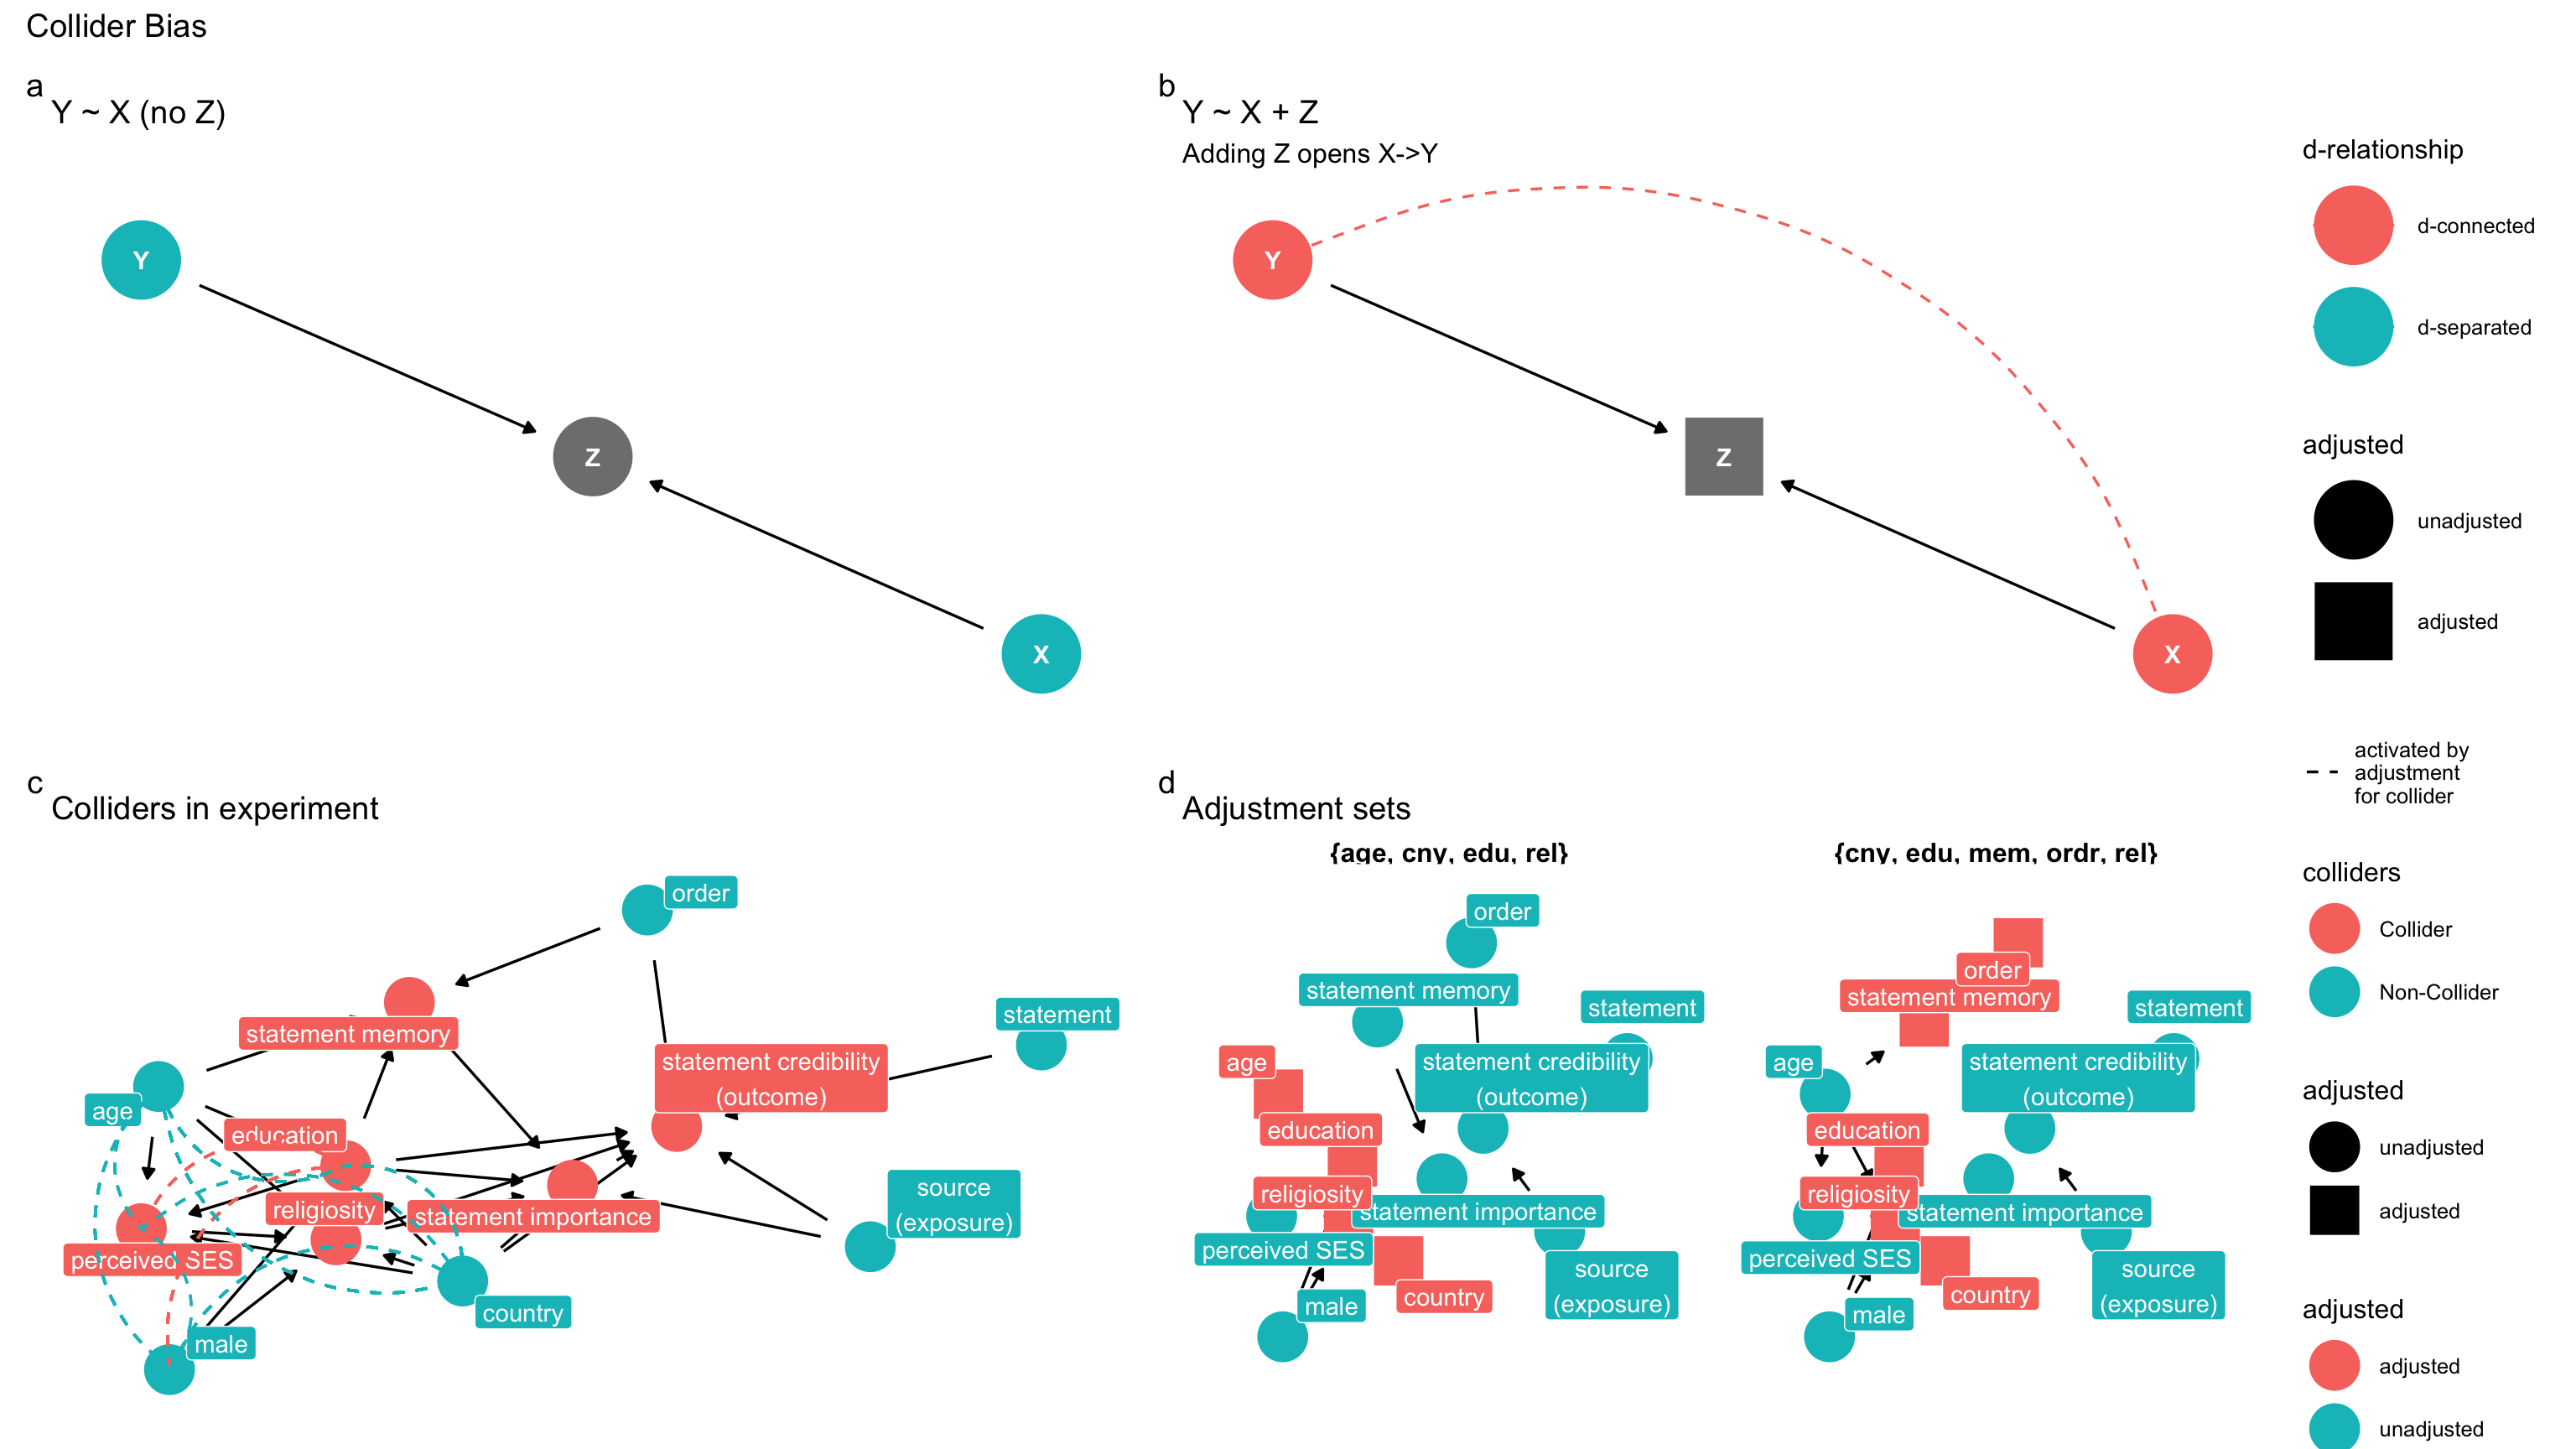 Collider Bias
a
Y ~ X (no Z)
Y
Z
X
b
Y ~ X + Z
Adding Z opens X->Y
Y
Z
X
d-relationship
d-connected
d-separated
adjusted
unadjusted
adjusted
activated by
adjustment
for collider
c
Colliders in experiment
order
statement
statement memory
statement credibility
(outcome)
age
education
religiosity
statement importance
source
(exposure)
perceived SES
country
male
d
Adjustment sets
{age, cny, edu, rel}
order
statement memory
statement
age
statement credibility
(outcome)
education
religiosity
statement importance
perceived SES
source
(exposure)
country
male
{cny, edu, mem, ordr, rel}
order
statement memory
statement
age
statement credibility
(outcome)
education
religiosity
statement importance
perceived SES
source
(exposure)
country
male
colliders
Collider
Non-Collider
adjusted
unadjusted
adjusted
adjusted
adjusted
unadjusted